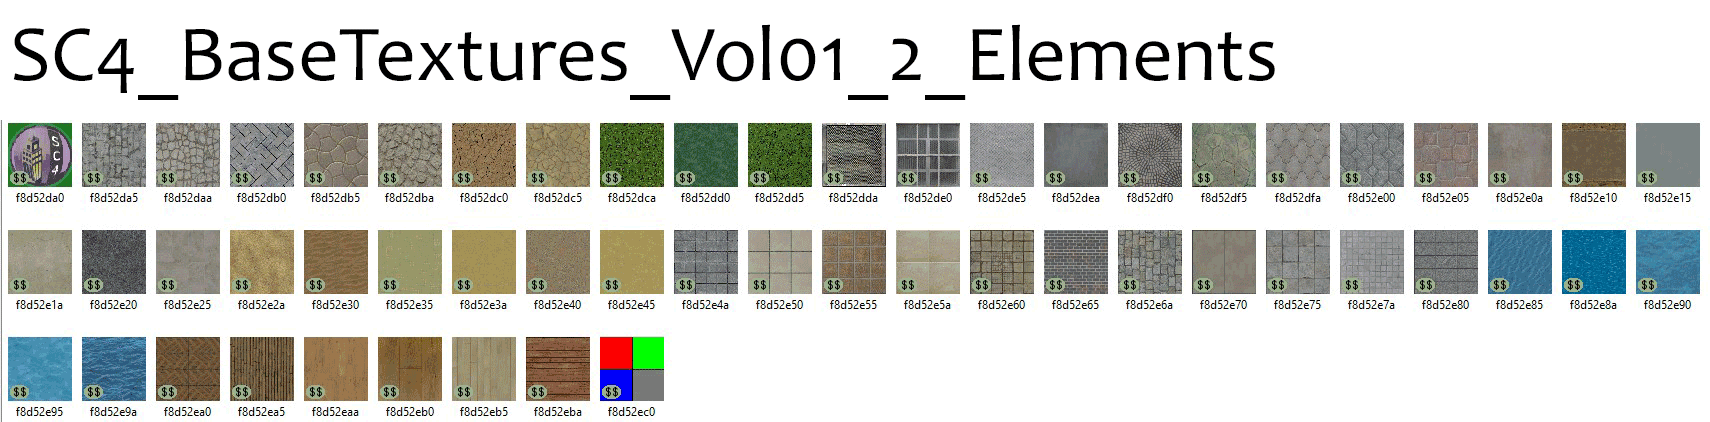 SC4_BaseTextures_Vol01_2_Elements
SC4
$$ $$ $$ $$ $$ $$ $$ $$ $$ $$ $$ $$ $$ $$ $$ $$ $$ $$ $$ $$ $$ $$ $$
f8d52da0 f8d52da5 f8d52daa f8d52db0 f8d52db5 f8d52dba f8d52dc0 f8d52dc5 f8d52dca f8d52dd0 f8d52dd5 f8d52dda f8d52de0 f8d52de5 f8d52dea f8d52df0 f8d52df5 f8d52dfa f8d52e00 f8d52e05 f8d52e0a f8d52e10 f8d52e15
$$ $$ $$ $$ $$ $$ $$ $$ $$ $$ $$ $$ $$ $$ $$ $$ $$ $$ $$ $$ $$ $$ $$
f8d52e1a f8d52e20 f8d52e25 f8d52e2a f8d52e30 f8d52e35 f8d52e3a f8d52e40 f8d52e45 f8d52e4a f8d52e50 f8d52e55 f8d52e5a f8d52e60 f8d52e65 f8d52e6a f8d52e70 f8d52e75 f8d52e7a f8d52e80 f8d52e85 f8d52e8a f8d52e90
$$ $$ $$ $$ $$ $$ $$ $$ $$
f8d52e95 f8d52e9a f8d52ea0 f8d52ea5 f8d52eaa f8d52eb0 f8d52eb5 f8d52eba f8d52ec0